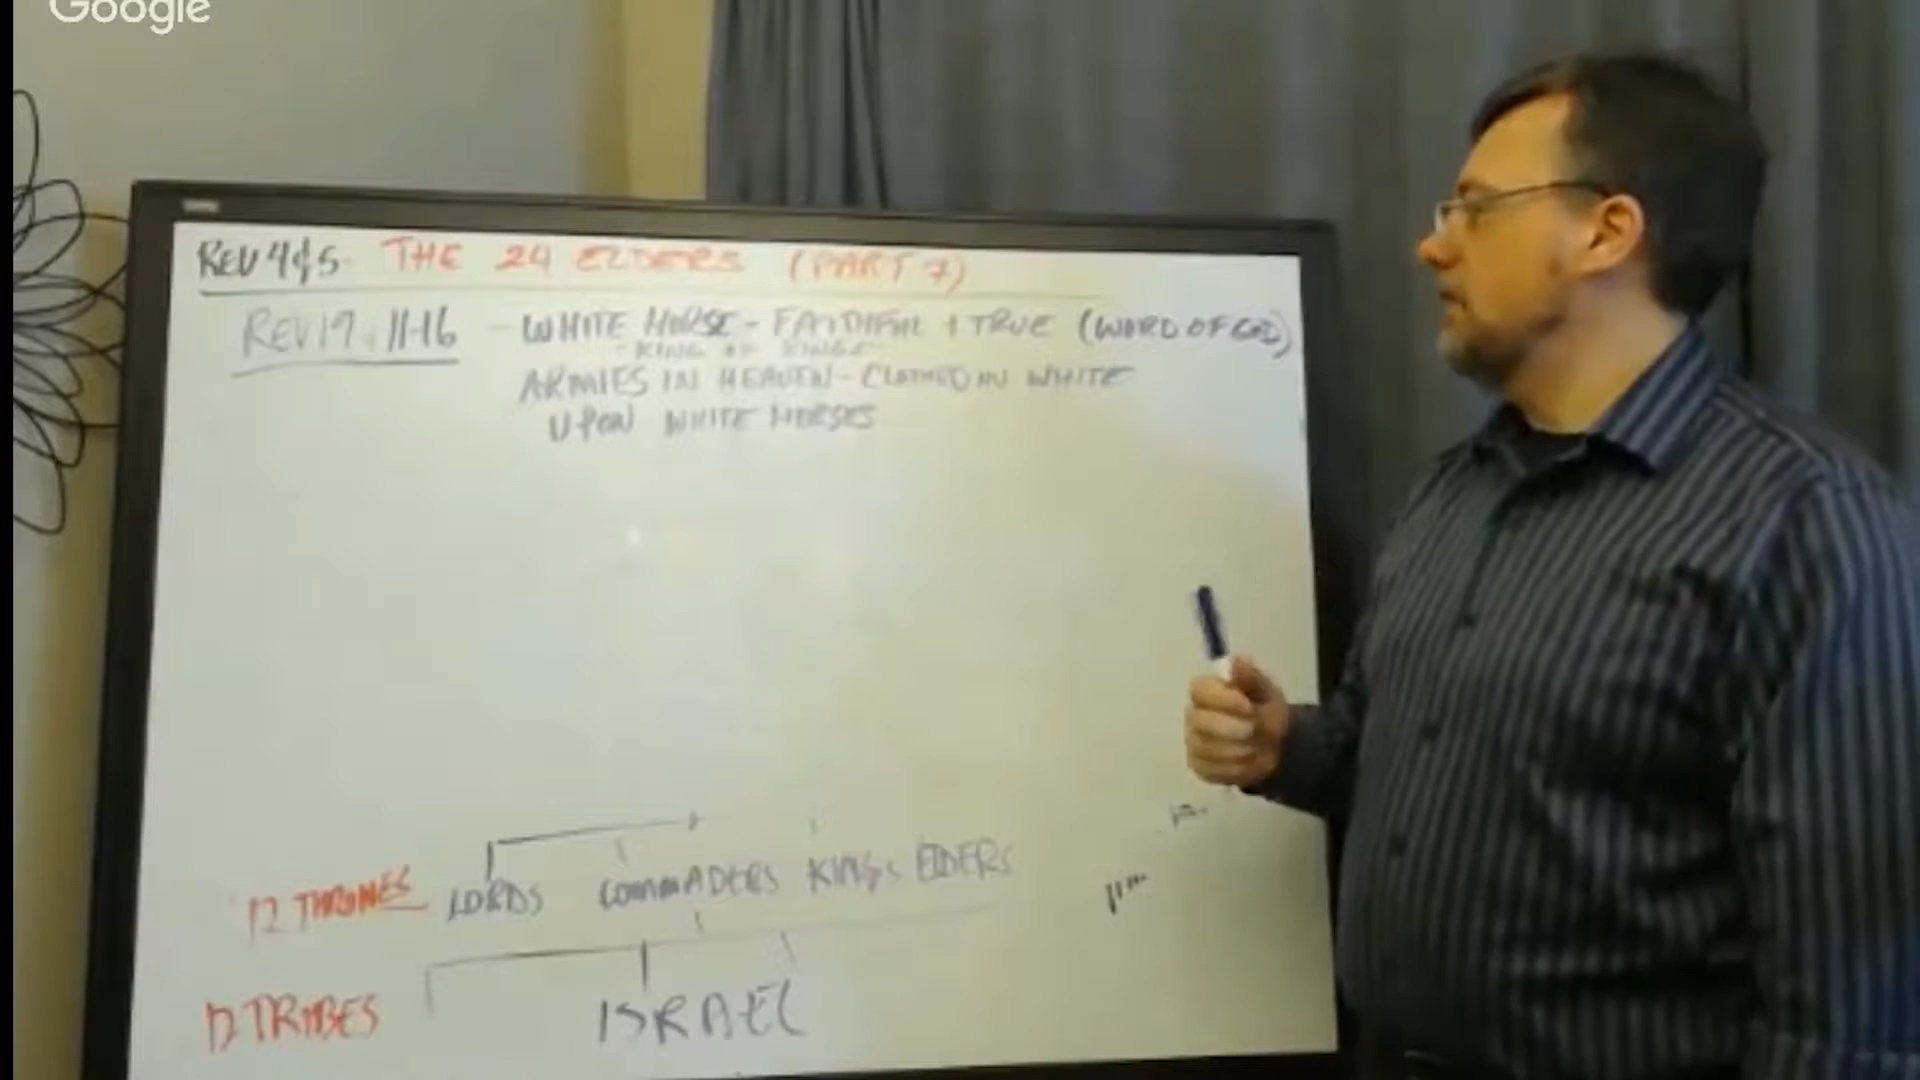 Google
REV 4&5 - THE 24 ELDERS (PART 7)
REV 19:11-16 - WHITE HORSE - FAITHFUL + TRUE (WORD OF GOD)
"KING OF KINGS"
ARMIES IN HEAVEN - CLOTHED IN WHITE
UPON WHITE HORSES
12 THRONES LORDS COMMADERS KINGS ELDERS
12 TRIBES ISRAEL